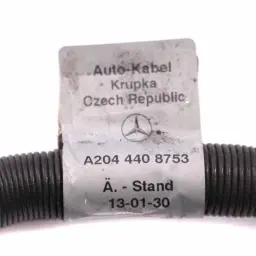 Auto-Kabel
Krupka
Czech Republic
A204 440 8753
Ä. - Stand
13-01-30